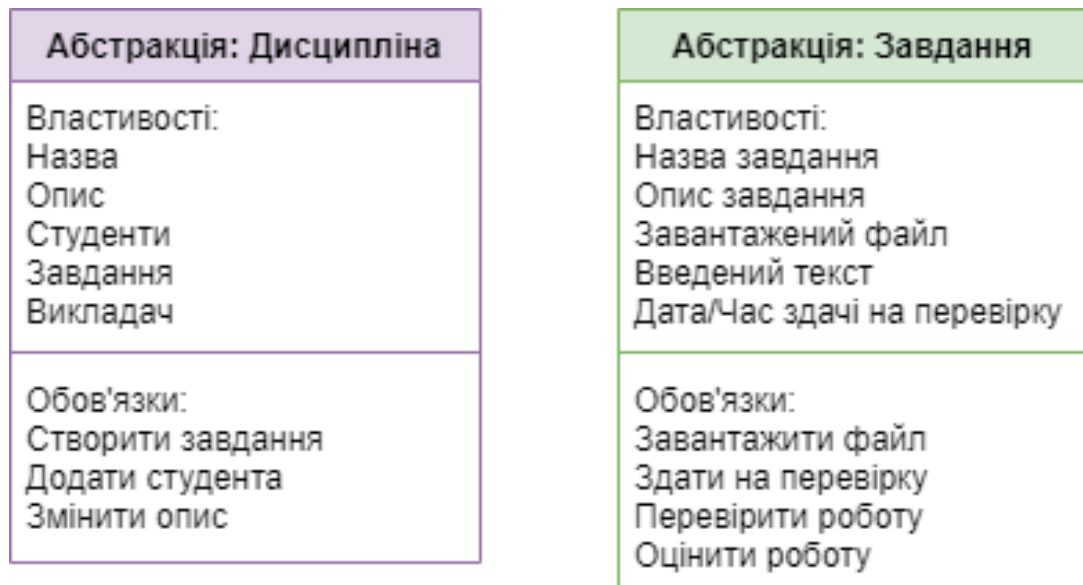 Абстракція: Дисципліна
Властивості:
Назва
Опис
Студенти
Завдання
Викладач
Обов'язки:
Створити завдання
Додати студента
Змінити опис
Абстракція: Завдання
Властивості:
Назва завдання
Опис завдання
Завантажений файл
Введений текст
Дата/Час здачі на перевірку
Обов'язки:
Завантажити файл
Здати на перевірку
Перевірити роботу
Оцінити роботу